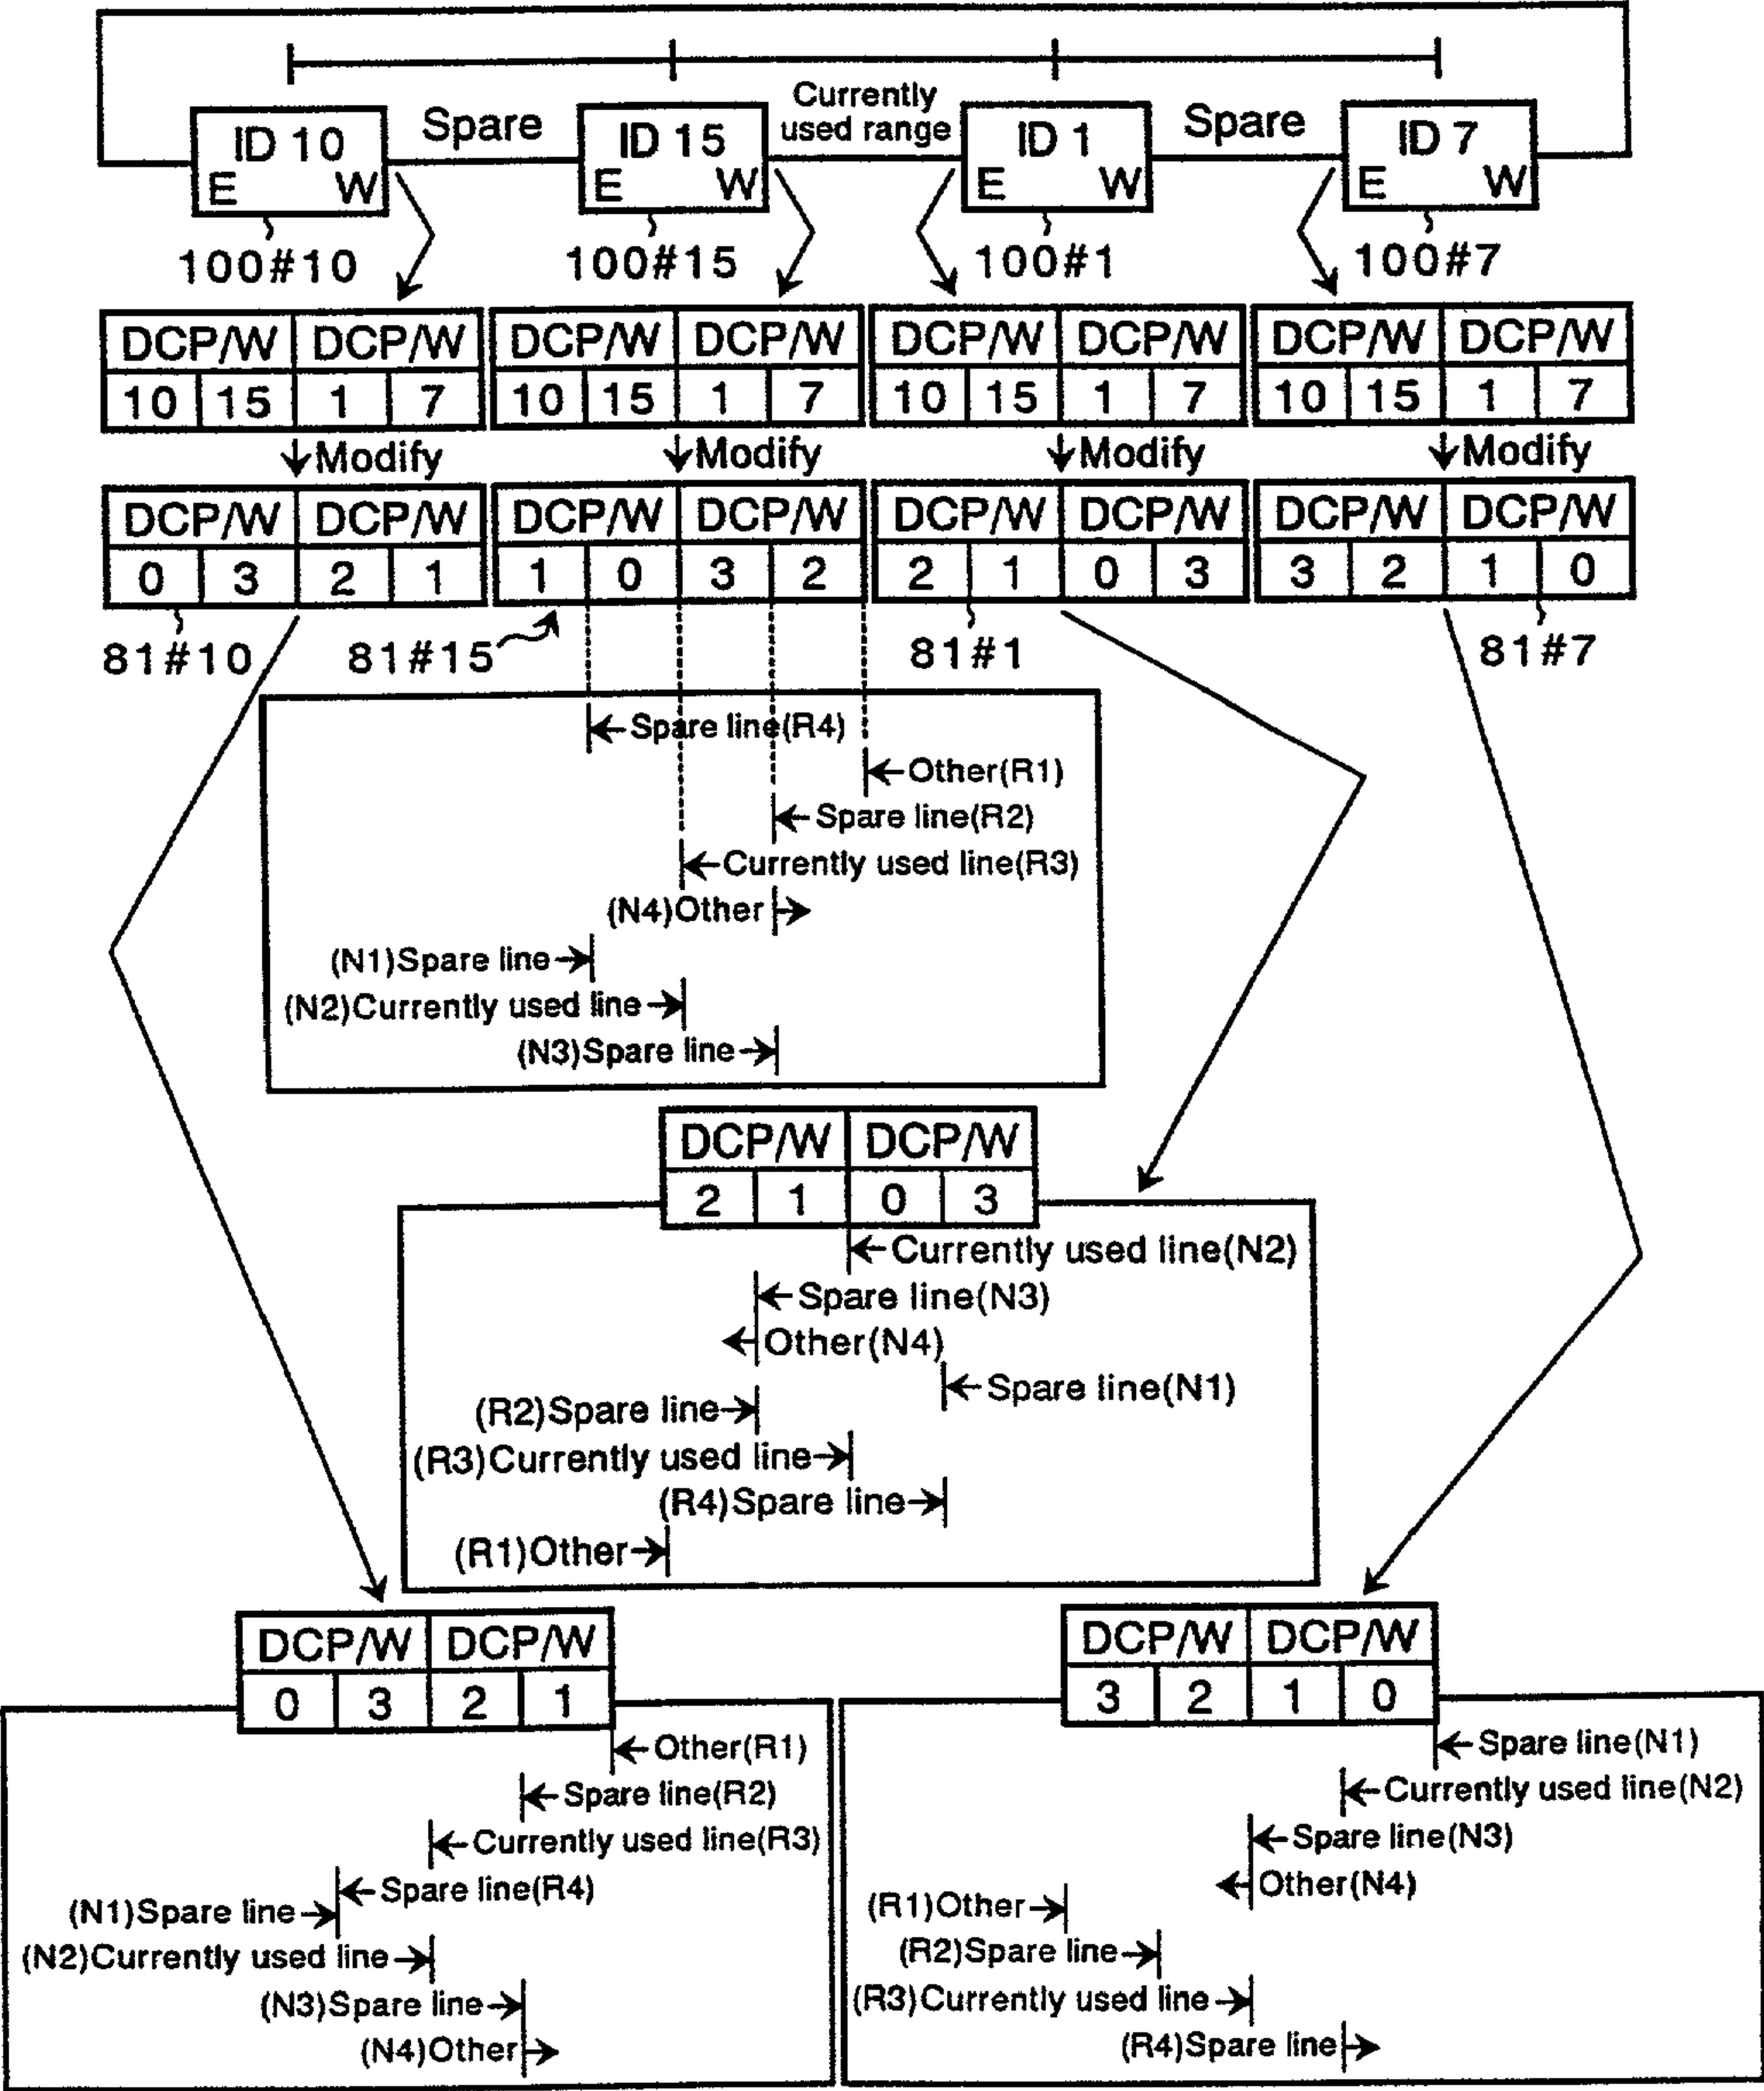 ID 10 E W
Spare
ID 15 E W
Currently
used range
ID 1 E W
Spare
ID 7 E W
100#10 100#15 100#1 100#7
DCP/W DCP/W DCP/W DCP/W DCP/W DCP/W DCP/W DCP/W
10 15 1 7 10 15 1 7 10 15 1 7 10 15 1 7
Modify Modify Modify Modify
DCP/W DCP/W DCP/W DCP/W DCP/W DCP/W DCP/W DCP/W
0 3 2 1 1 0 3 2 2 1 0 3 3 2 1 0
81#10 81#15 81#1 81#7
Spare line(R4)
Other(R1)
Spare line(R2)
Currently used line(R3)
(N4)Other
(N1)Spare line
(N2)Currently used line
(N3)Spare line
DCP/W DCP/W
2 1 0 3
Currently used line(N2)
Spare line(N3)
Other(N4)
Spare line(N1)
(R2)Spare line
(R3)Currently used line
(R4)Spare line
(R1)Other
DCP/W DCP/W
0 3 2 1
Other(R1)
Spare line(R2)
Currently used line(R3)
Spare line(R4)
(N1)Spare line
(N2)Currently used line
(N3)Spare line
(N4)Other
DCP/W DCP/W
3 2 1 0
Spare line(N1)
Currently used line(N2)
Spare line(N3)
Other(N4)
(R1)Other
(R2)Spare line
(R3)Currently used line
(R4)Spare line